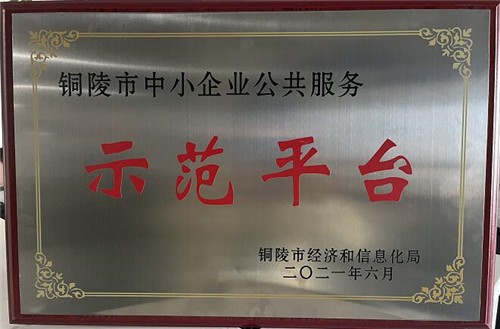 铜陵市中小企业公共服务
示范平台
铜陵市经济和信息化局
二〇二一年六月